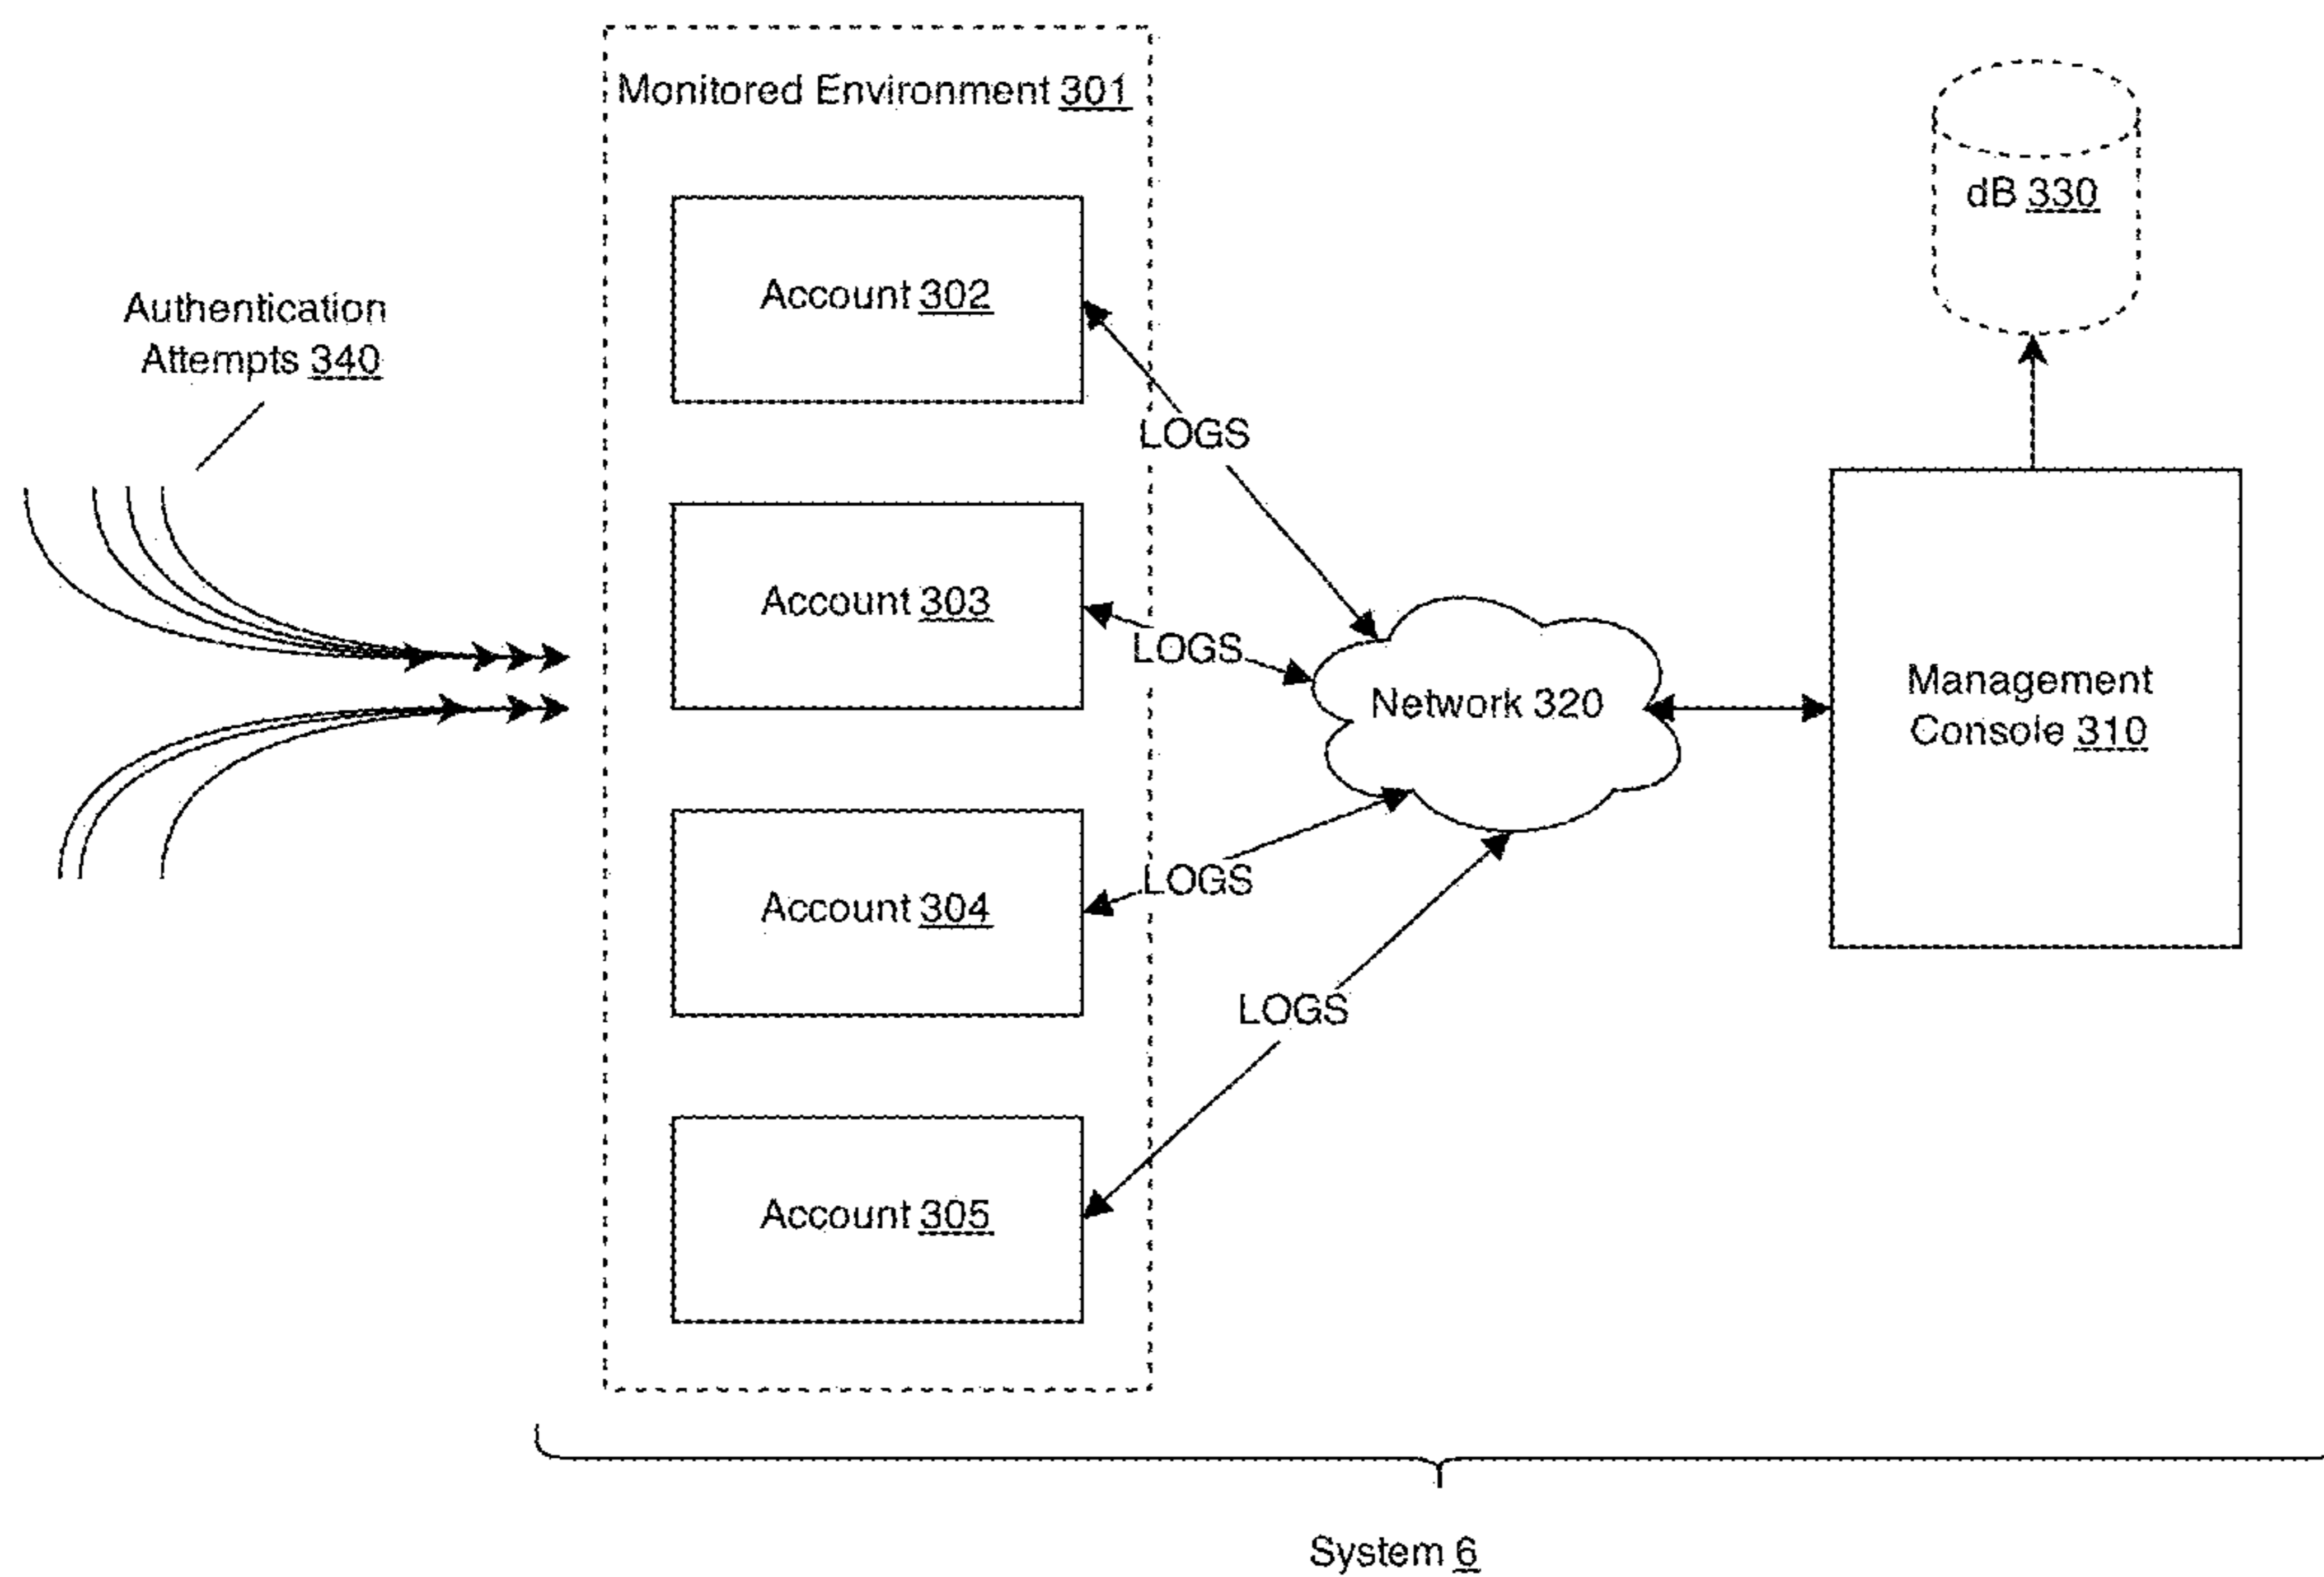 Monitored Environment 301
dB 330
Authentication
Attempts 340
Account 302
LOGS
Account 303
LOGS
Network 320
Management
Console 310
Account 304
LOGS
LOGS
Account 305
System 6